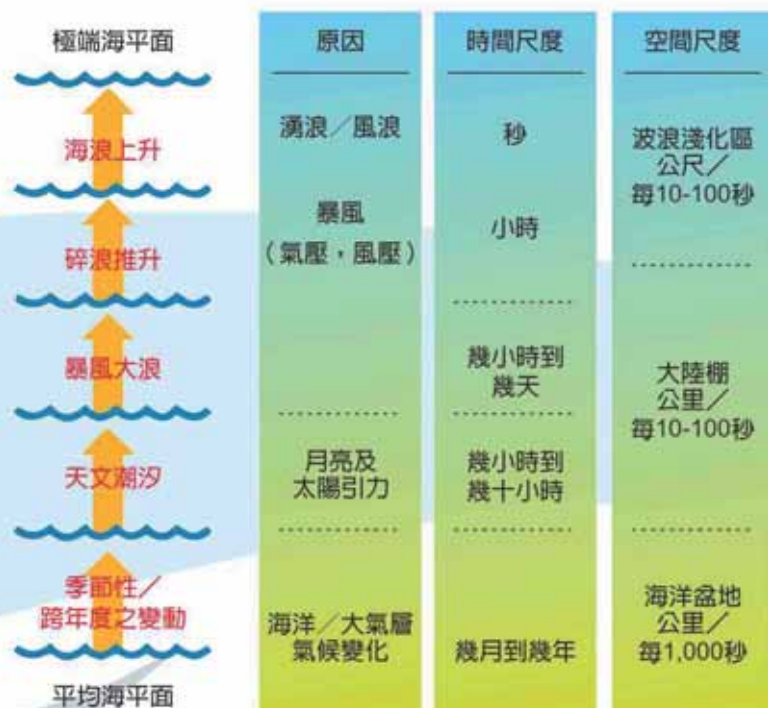 極端海平面
海浪上升
碎浪推升
暴風大浪
天文潮汐
季節性／
跨年度之變動
平均海平面
原因
湧浪／風浪
暴風
（氣壓，風壓）
月亮及
太陽引力
海洋／大氣層
氣候變化
時間尺度
秒
小時
幾小時到
幾天
幾小時到
幾十小時
幾月到幾年
空間尺度
波浪淺化區
公尺／
每10-100秒
大陸棚
公里／
每10-100秒
海洋盆地
公里／
每1,000秒